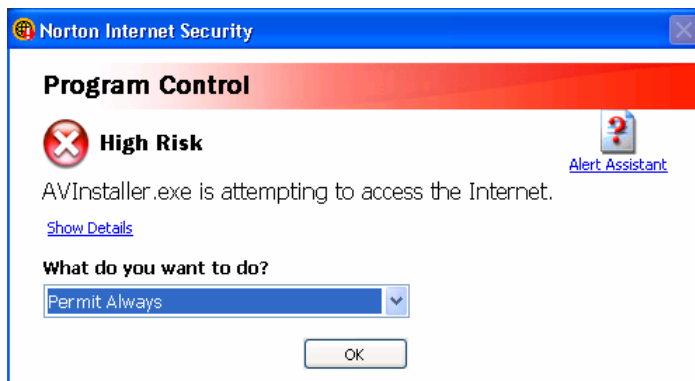 Norton Internet Security
Program Control
High Risk
Alert Assistant
AVInstaller.exe is attempting to access the Internet.
Show Details
What do you want to do?
Permit Always
OK